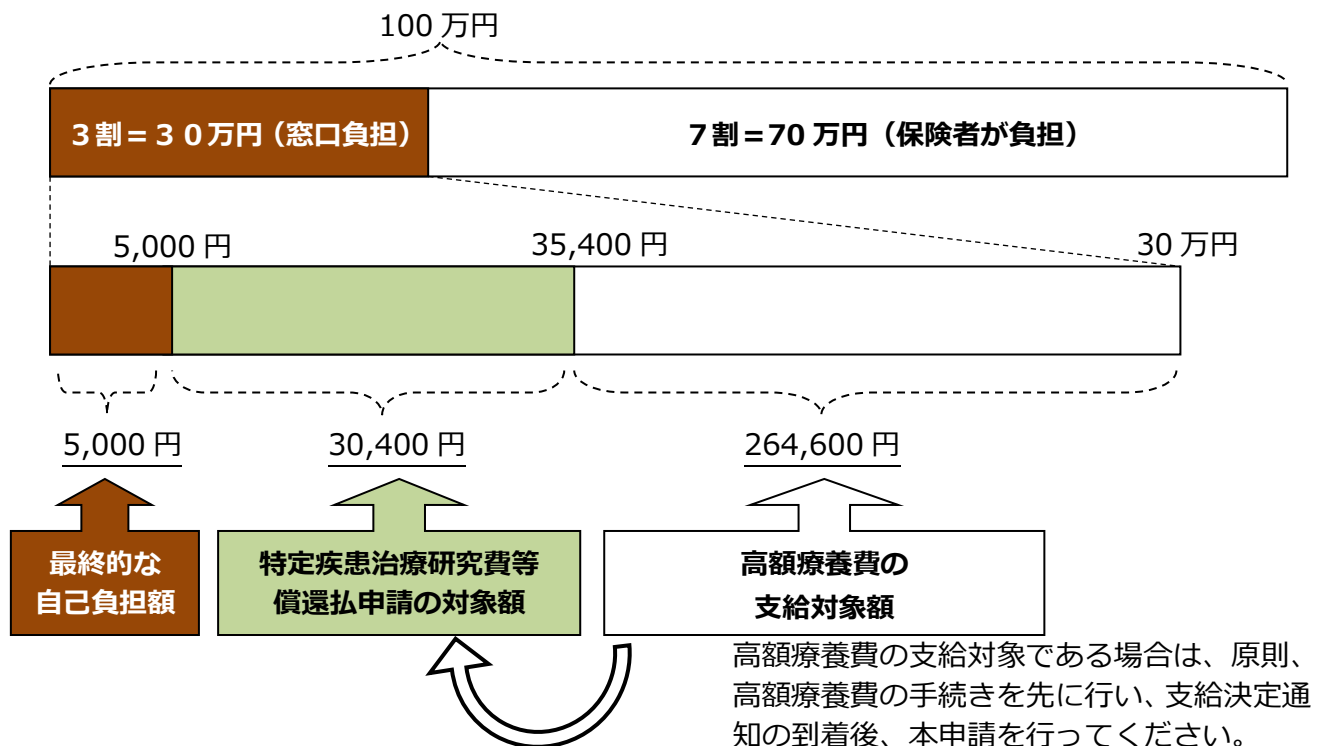 100 万円
３割=３０万円（窓口負担）
７割=70 万円（保険者が負担）
5,000 円
35,400 円
30 万円
5,000 円
30,400 円
264,600 円
最終的な
自己負担額
特定疾患治療研究費等
償還払申請の対象額
高額療養費の
支給対象額
高額療養費の支給対象である場合は、原則、
高額療養費の手続きを先に行い、支給決定通
知の到着後、本申請を行ってください。